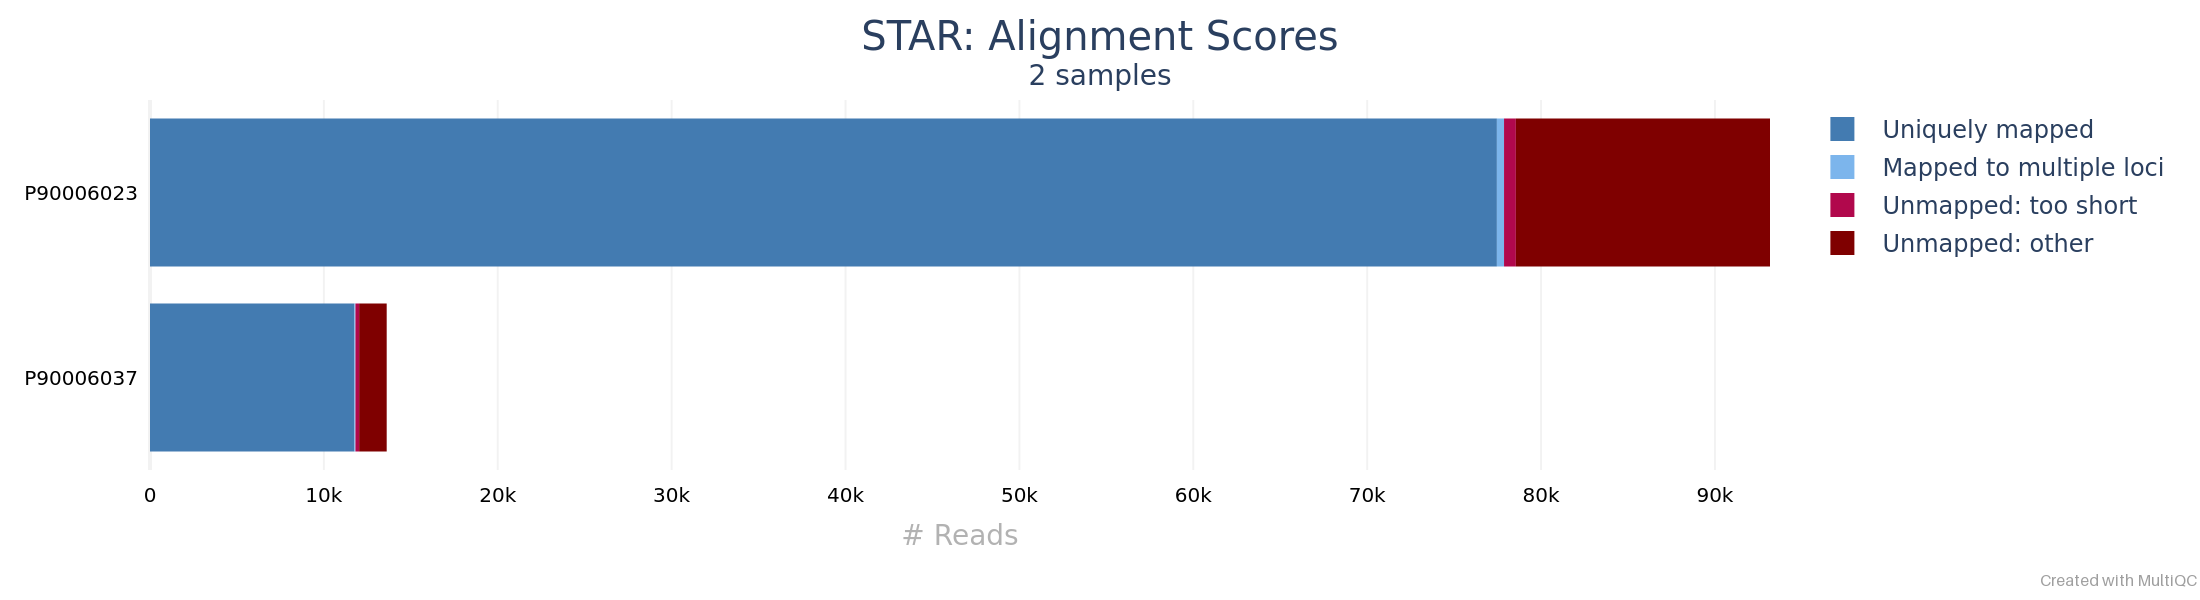 STAR: Alignment Scores
2 samples
P90006023
P90006037
Uniquely mapped
Mapped to multiple loci
Unmapped: too short
Unmapped: other
0 10k 20k 30k 40k 50k 60k 70k 80k 90k
# Reads
Created with MultiQC